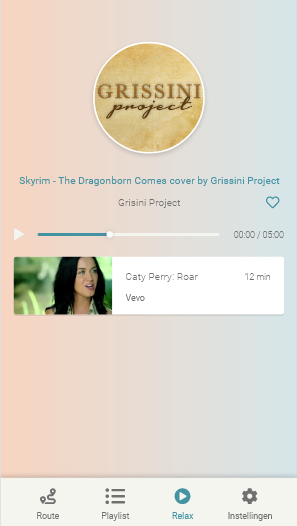 GRISSINI
project
Skyrim - The Dragonborn Comes cover by Grissini Project
Grisini Project
00:00 / 05:00
Caty Perry: Roar 12 min
Vevo
Route Playlist Relax Instellingen